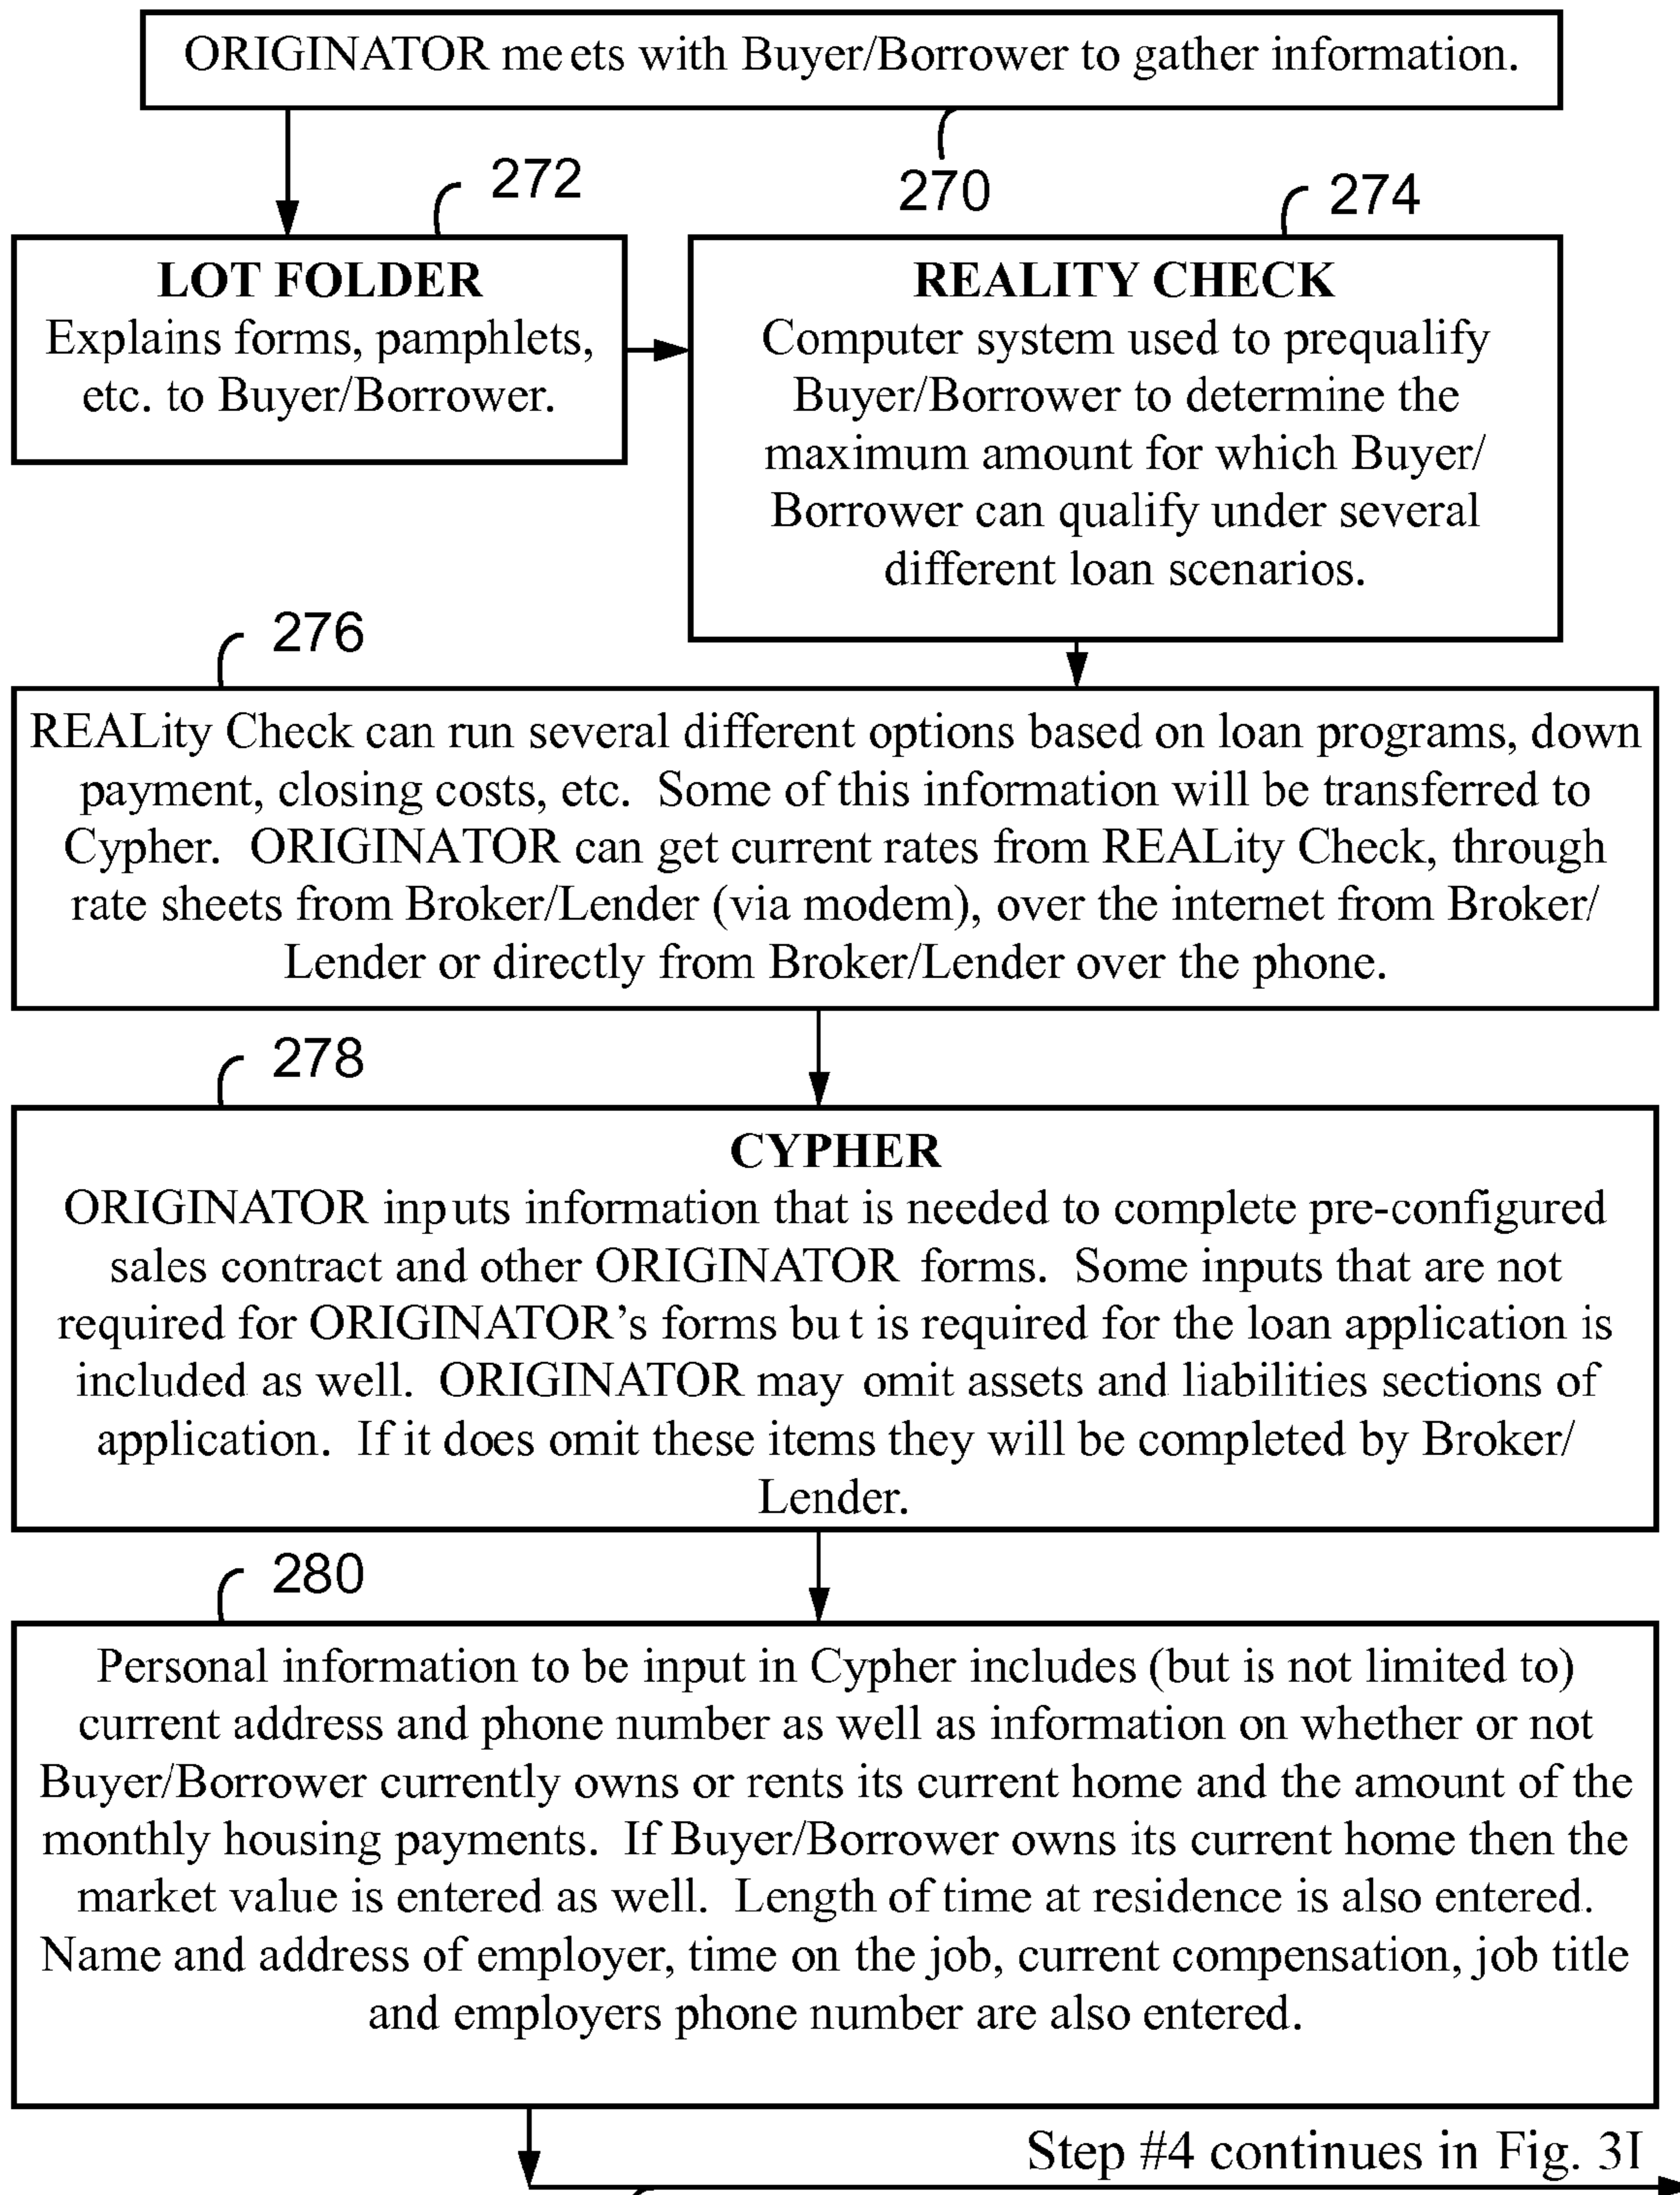 ORIGINATOR meets with Buyer/Borrower to gather information.
272
270
274
LOT FOLDER
Explains forms, pamphlets,
etc. to Buyer/Borrower.
REALITY CHECK
Computer system used to prequalify
Buyer/Borrower to determine the
maximum amount for which Buyer/
Borrower can qualify under several
different loan scenarios.
276
REALity Check can run several different options based on loan programs, down
payment, closing costs, etc. Some of this information will be transferred to
Cypher. ORIGINATOR can get current rates from REALity Check, through
rate sheets from Broker/Lender (via modem), over the internet from Broker/
Lender or directly from Broker/Lender over the phone.
278
CYPHER
ORIGINATOR inputs information that is needed to complete pre-configured
sales contract and other ORIGINATOR forms. Some inputs that are not
required for ORIGINATOR's forms but is required for the loan application is
included as well. ORIGINATOR may omit assets and liabilities sections of
application. If it does omit these items they will be completed by Broker/
Lender.
280
Personal information to be input in Cypher includes (but is not limited to)
current address and phone number as well as information on whether or not
Buyer/Borrower currently owns or rents its current home and the amount of the
monthly housing payments. If Buyer/Borrower owns its current home then the
market value is entered as well. Length of time at residence is also entered.
Name and address of employer, time on the job, current compensation, job title
and employers phone number are also entered.
Step #4 continues in Fig. 3I